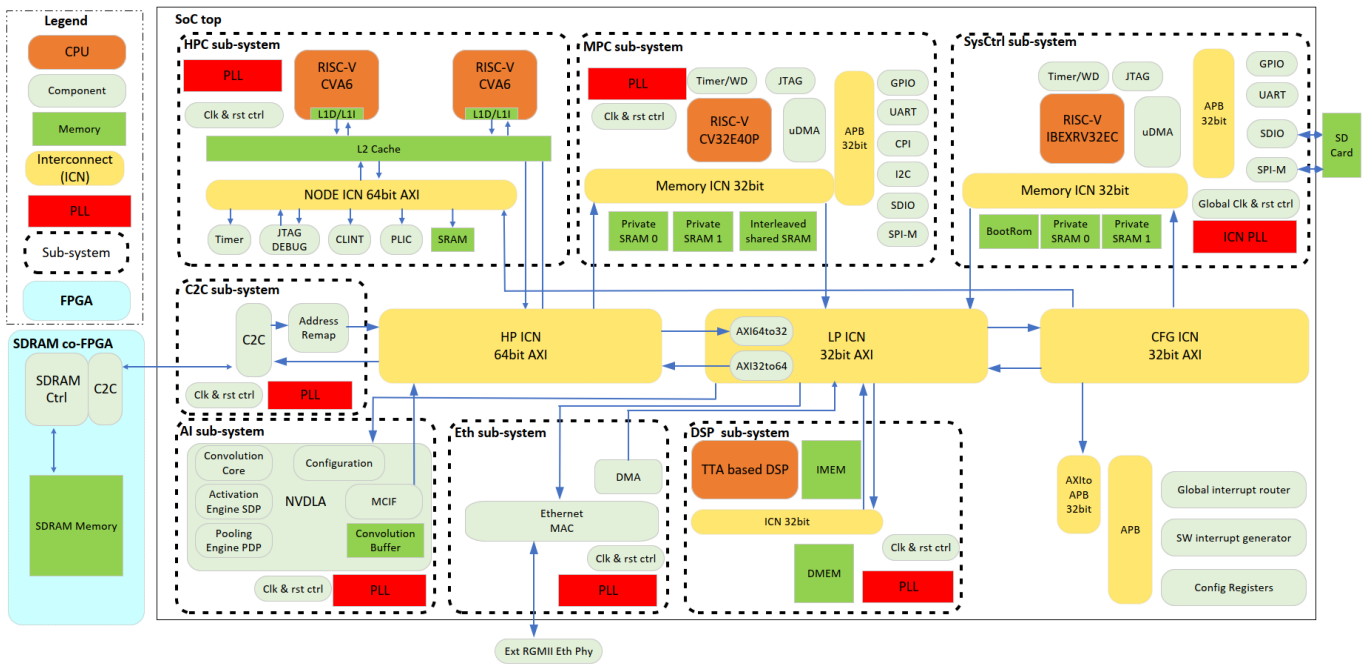 Legend
CPU
Component
Memory
Interconnect
(ICN)
PLL
Sub-system
FPGA
SDRAM co-FPGA
SDRAM
Ctrl
C2C
SDRAM Memory
SoC top
HPC sub-system
PLL
Clk & rst ctrl
RISC-V
CVA6
L1D/L1I
RISC-V
CVA6
L1D/L1I
L2 Cache
NODE ICN 64bit AXI
Timer
JTAG
DEBUG
CLINT
PLIC
SRAM
MPC sub-system
PLL
Timer/WD
JTAG
Clk & rst ctrl
RISC-V
CV32E40P
uDMA
APB
32bit
GPIO
UART
CPI
I2C
SDIO
SPI-M
Memory ICN 32bit
Private
SRAM 0
Private
SRAM 1
Interleaved
shared SRAM
SysCtrl sub-system
Timer/WD
JTAG
RISC-V
IBEXRV32EC
uDMA
APB
32bit
GPIO
UART
SDIO
SPI-M
SD
Card
Memory ICN 32bit
Global Clk & rst ctrl
BootRom
Private
SRAM 0
Private
SRAM 1
ICN PLL
C2C sub-system
C2C
Address
Remap
Clk & rst ctrl
PLL
HP ICN
64bit AXI
AXI64to32
AXI32to64
LP ICN
32bit AXI
CFG ICN
32bit AXI
AI sub-system
Convolution
Core
Configuration
Activation
Engine SDP
NVDLA
MCIF
Pooling
Engine PDP
Convolution
Buffer
Clk & rst ctrl
PLL
Eth sub-system
DMA
Ethernet
MAC
Clk & rst ctrl
PLL
Ext RGMII Eth Phy
DSP sub-system
TTA based DSP
IMEM
ICN 32bit
Clk & rst ctrl
DMEM
PLL
AXIto
APB
32bit
APB
Global interrupt router
SW interrupt generator
Config Registers